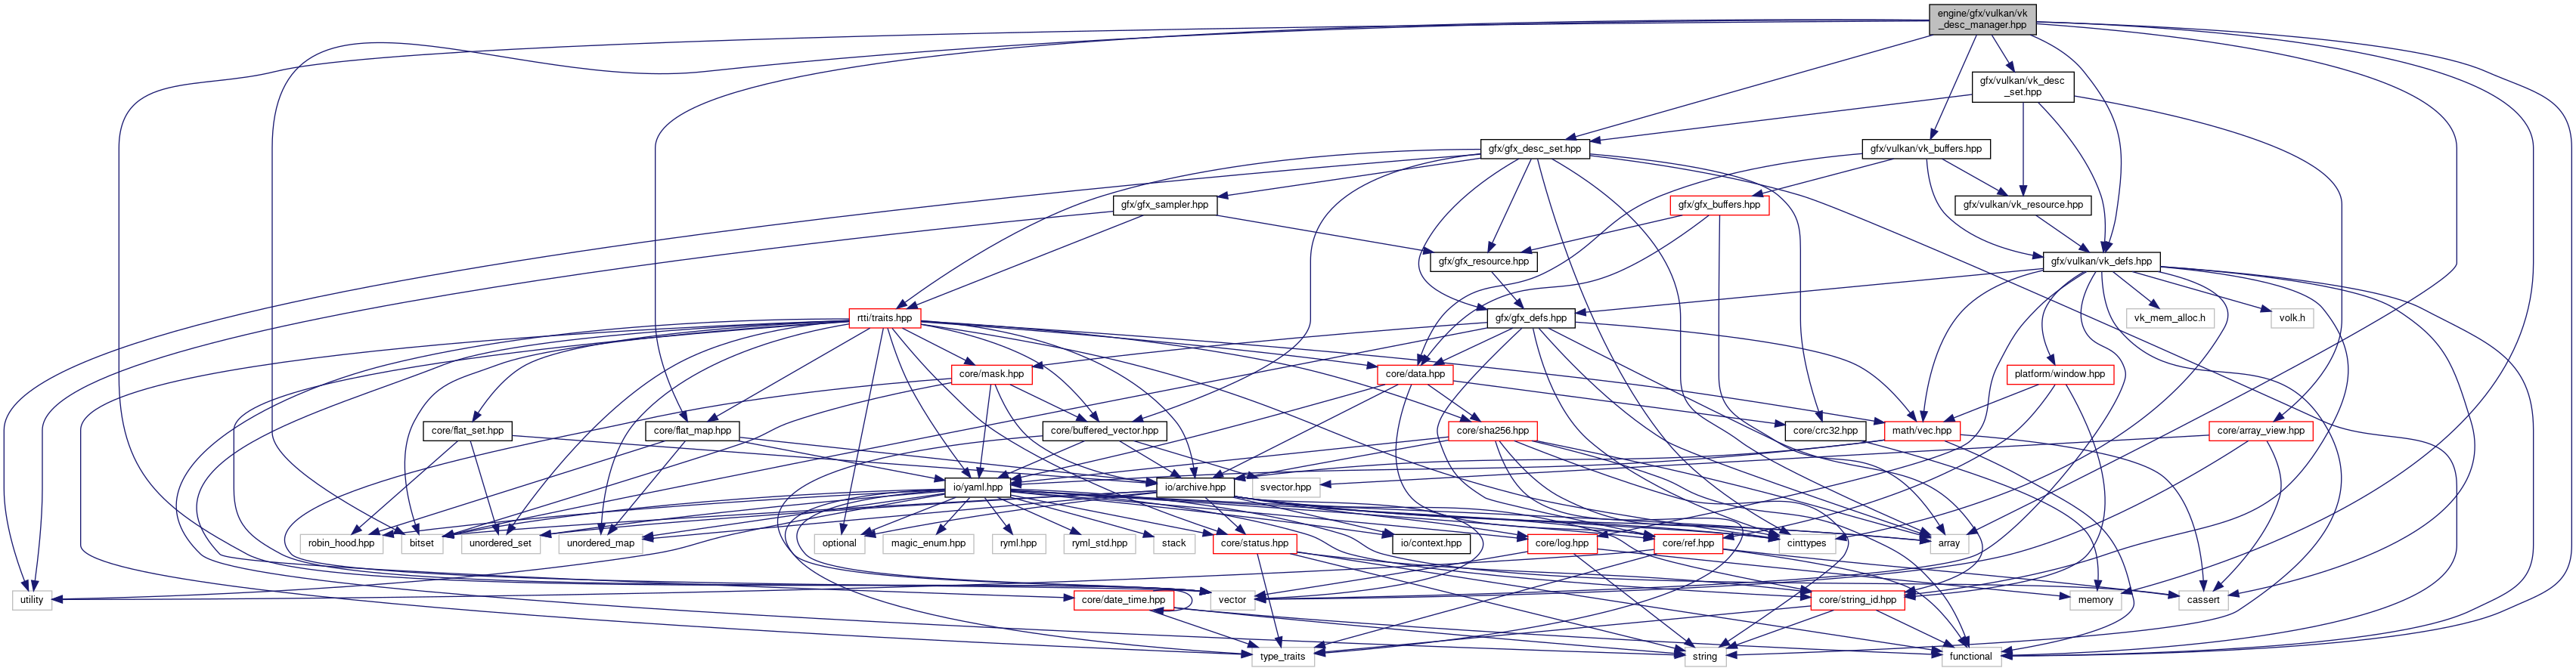 engine/gfx/vulkan/vk
_desc_manager.hpp
gfx/vulkan/vk_desc
_set.hpp
gfx/gfx_desc_set.hpp
gfx/vulkan/vk_buffers.hpp
gfx/gfx_sampler.hpp
gfx/gfx_buffers.hpp
gfx/vulkan/vk_resource.hpp
gfx/gfx_resource.hpp
gfx/vulkan/vk_defs.hpp
rtti/traits.hpp
gfx/gfx_defs.hpp
vk_mem_alloc.h
volk.h
core/mask.hpp
core/data.hpp
platform/window.hpp
core/flat_set.hpp
core/flat_map.hpp
core/buffered_vector.hpp
core/sha256.hpp
core/crc32.hpp
math/vec.hpp
core/array_view.hpp
io/yaml.hpp
io/archive.hpp
svector.hpp
robin_hood.hpp
bitset
unordered_set
unordered_map
optional
magic_enum.hpp
ryml.hpp
ryml_std.hpp
stack
core/status.hpp
io/context.hpp
core/log.hpp
core/ref.hpp
cinttypes
array
utility
core/date_time.hpp
vector
core/string_id.hpp
memory
cassert
type_traits
string
functional